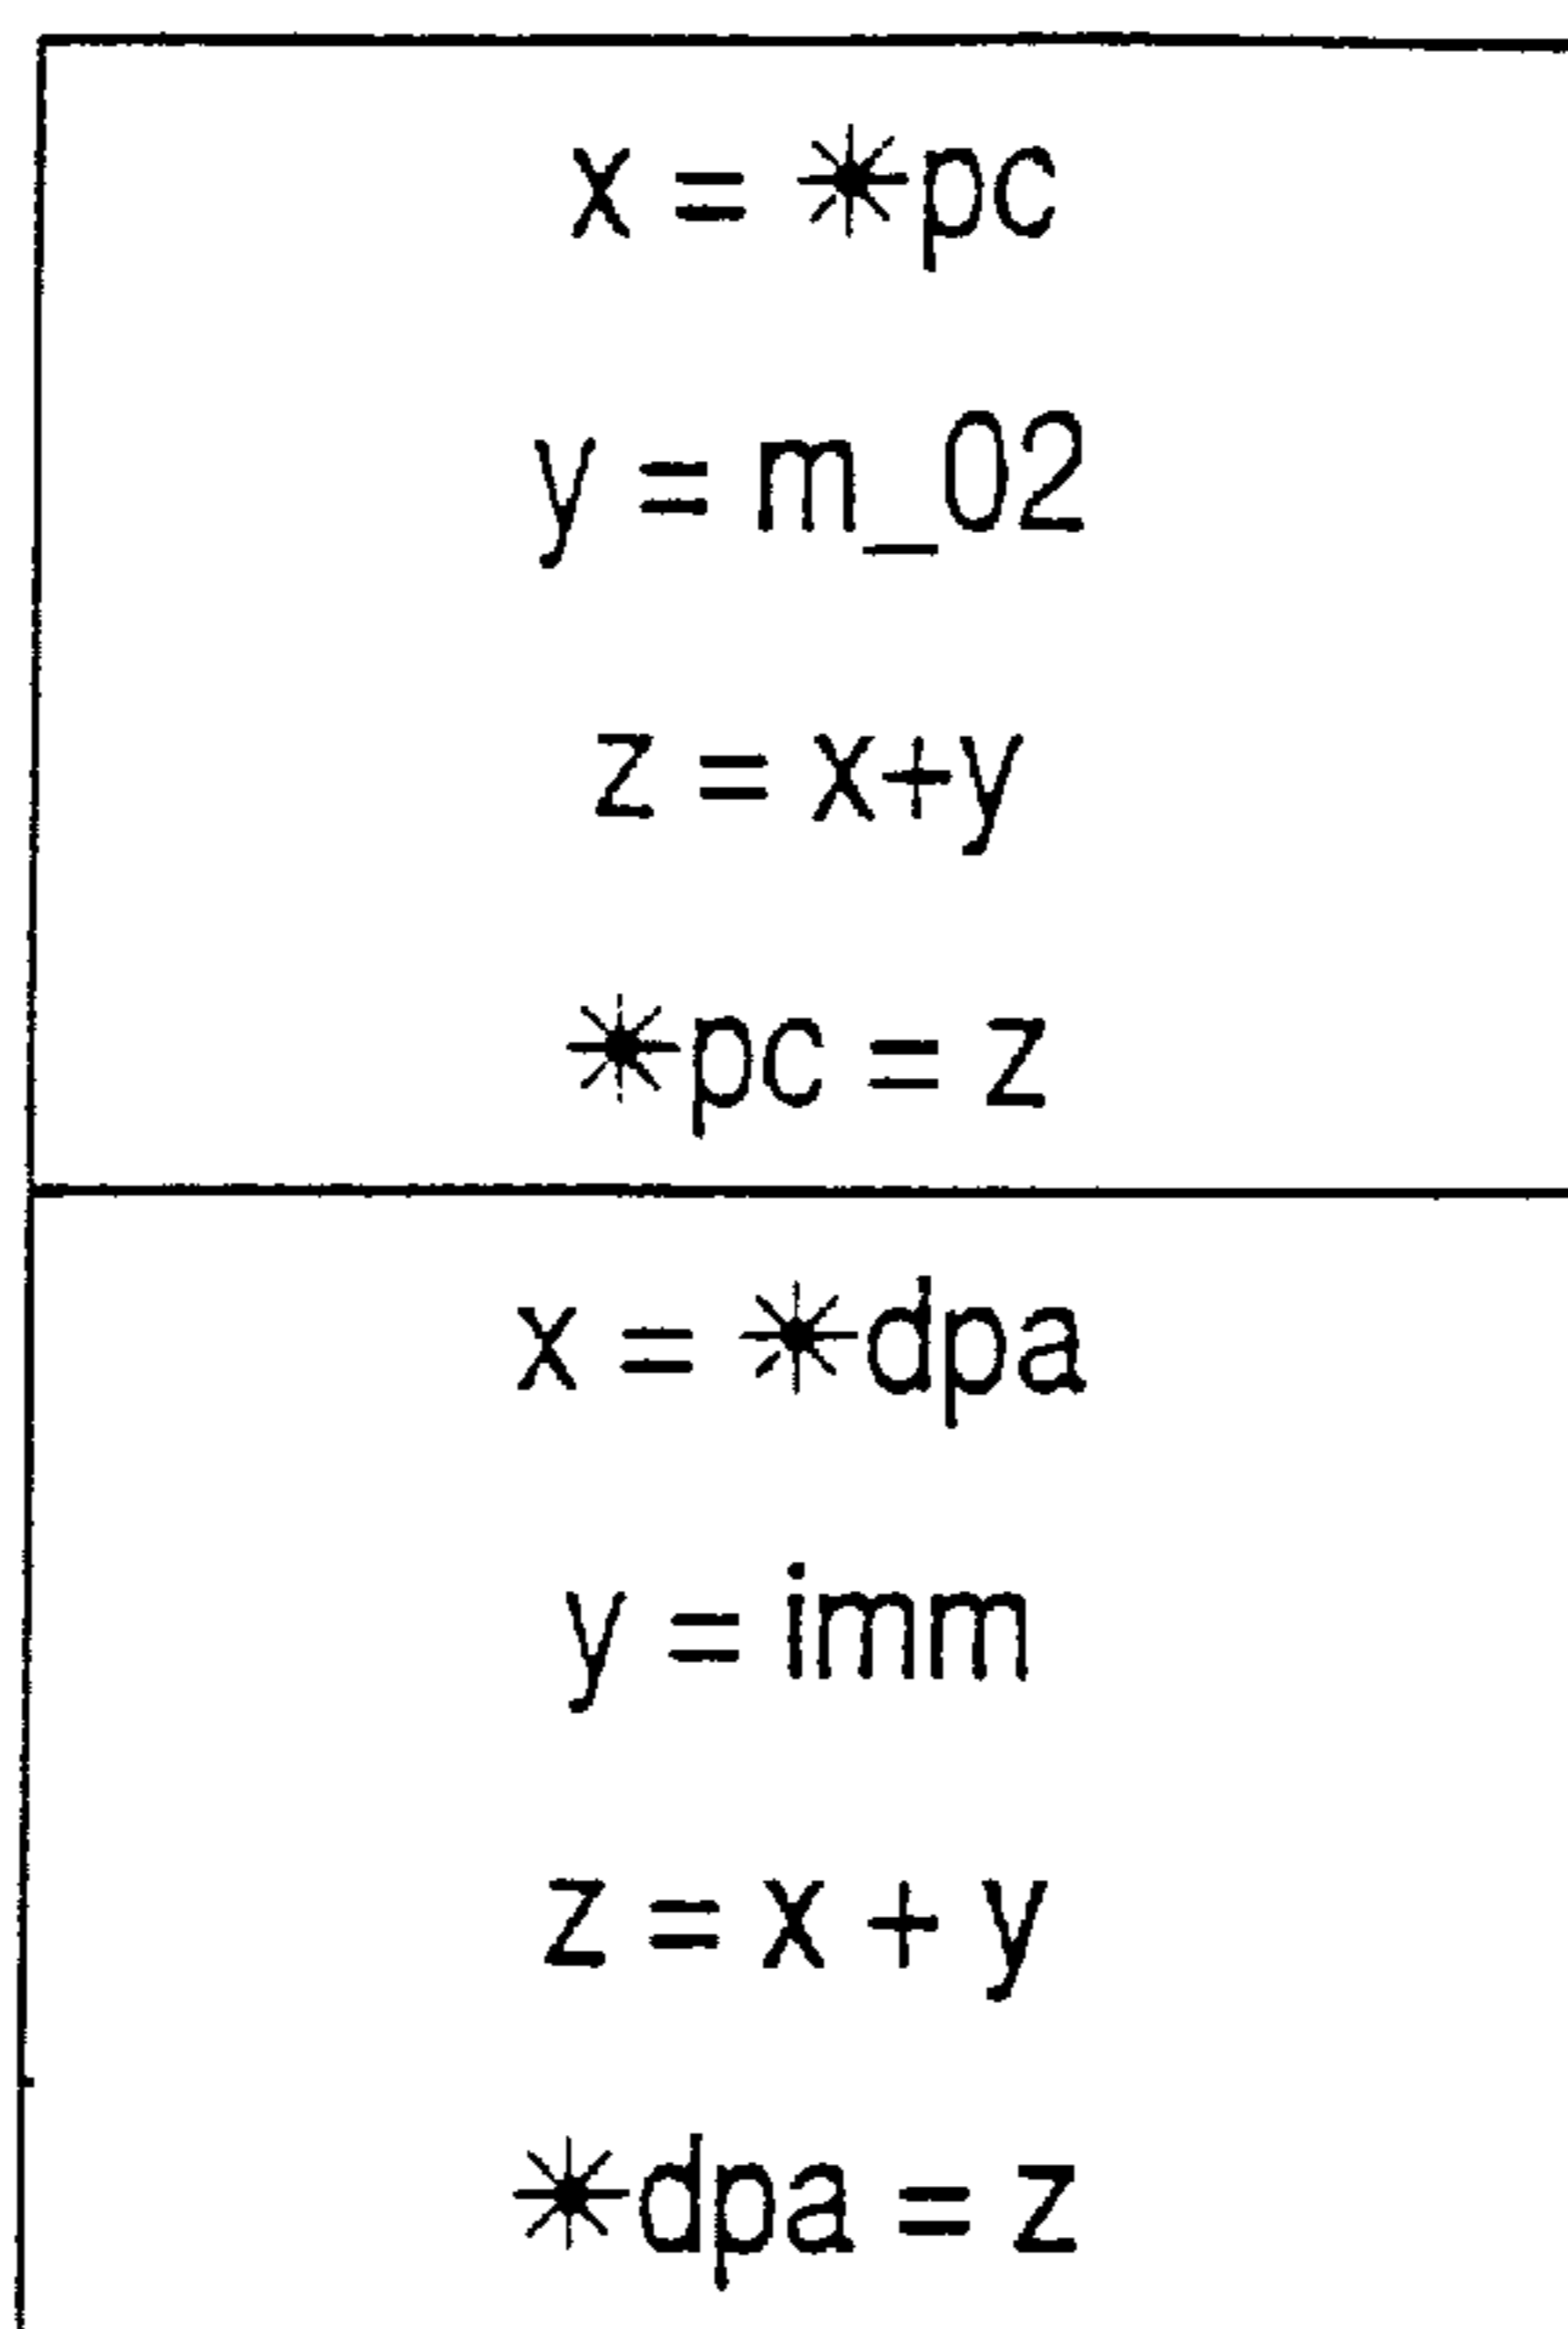 x = *pc
y = m_02
z = x+y
*pc = z
x = *dpa
y = imm
z = x + y
*dpa = z